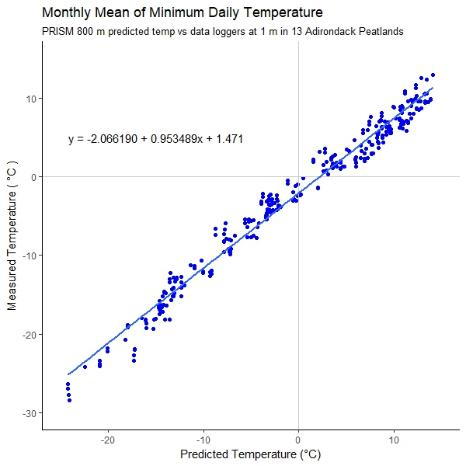 Monthly Mean of Minimum Daily Temperature
PRISM 800 m predicted temp vs data loggers at 1 m in 13 Adirondack Peatlands
y = -2.066190 + 0.953489x + 1.471
10
0
-10
-20
-30
Measured Temperature ( °C )
-20
-10
0
10
Predicted Temperature (°C)